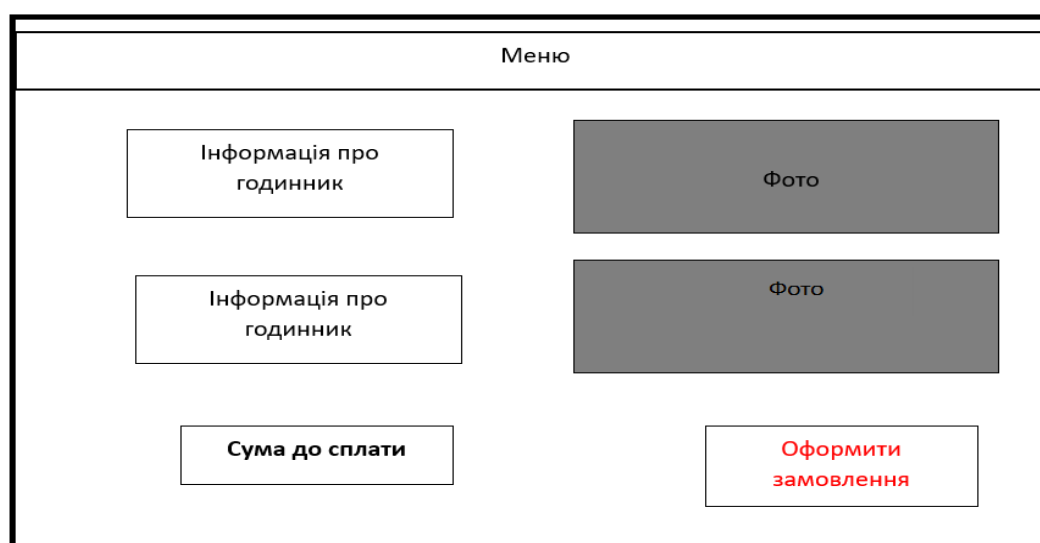 Меню
Інформація про
годинник
Фото
Інформація про
годинник
Фото
Сума до сплати
Оформити
замовлення